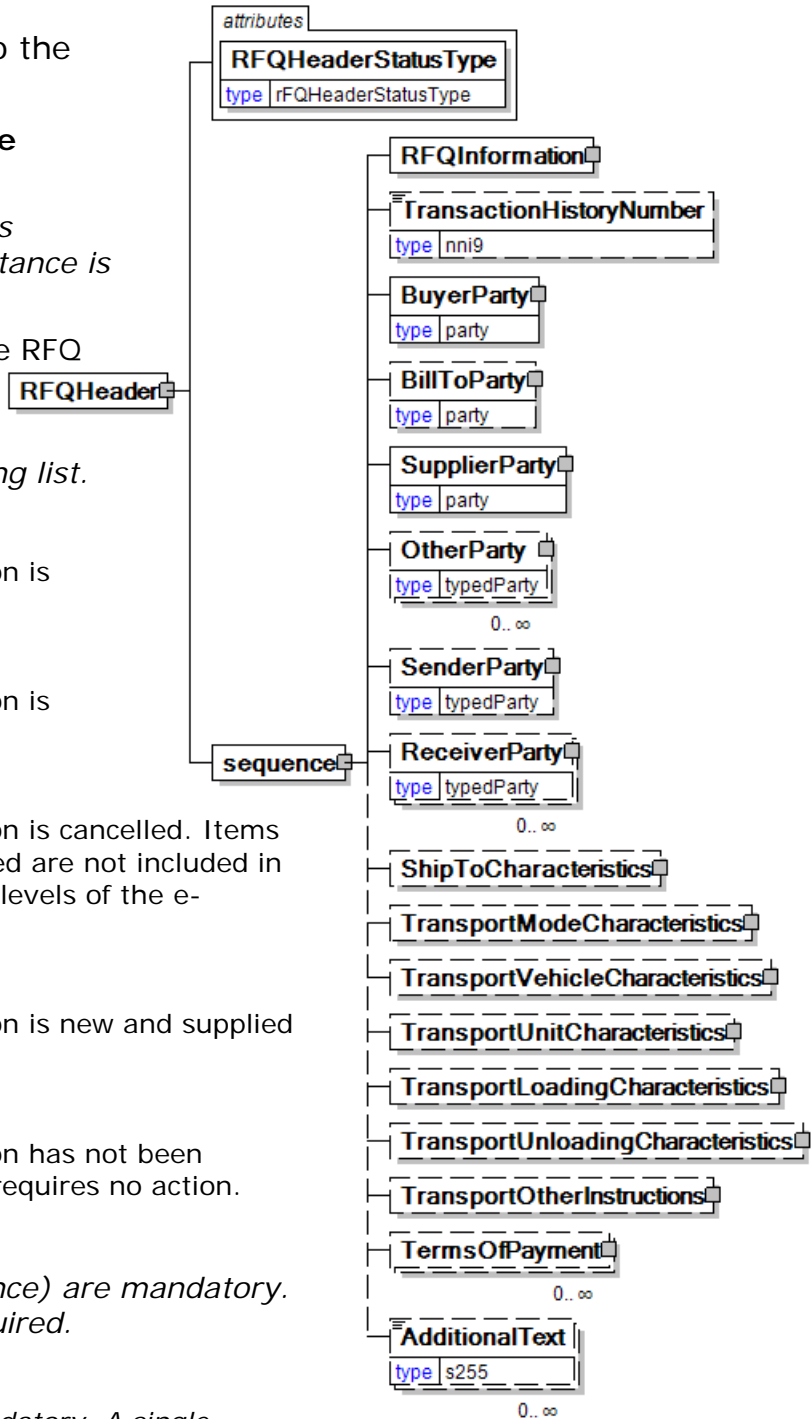 o the
e
s
tance is
e RFQ
ng list.
on is
on is
on is cancelled. Items
ed are not included in
levels of the e-
on is new and supplied
on has not been
requires no action.
nce) are mandatory.
uired.
datory. A single
RFQHeader
attributes
RFQHeaderStatusType
type rFQHeaderStatusType
sequence
RFQInformation
TransactionHistoryNumber
type nni9
BuyerParty
type party
BillToParty
type party
SupplierParty
type party
OtherParty
type typedParty
0.. ∞
SenderParty
type typedParty
ReceiverParty
type typedParty
0.. ∞
ShipToCharacteristics
TransportModeCharacteristics
TransportVehicleCharacteristics
TransportUnitCharacteristics
TransportLoadingCharacteristics
TransportUnloadingCharacteristics
TransportOtherInstructions
TermsOfPayment
0.. ∞
AdditionalText
type s255
0.. ∞